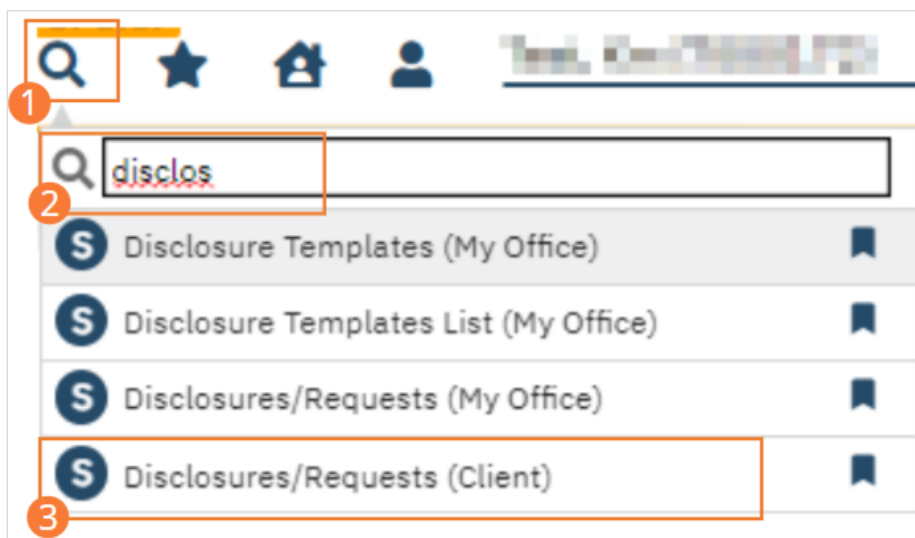 1
disclos
2
S Disclosure Templates (My Office)
S Disclosure Templates List (My Office)
S Disclosures/Requests (My Office)
S Disclosures/Requests (Client)
3